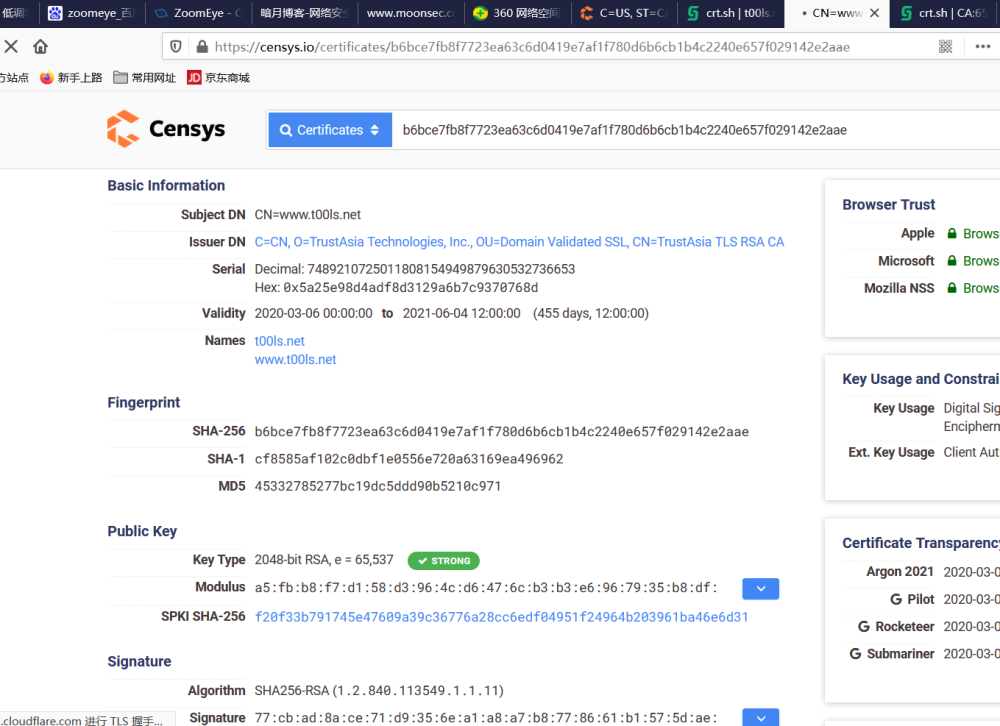 低调 zoomeye_百 ZoomEye - 暗月博客-网络安 www.moonsec.c 360 网络空间 C=US, ST=CA crt.sh | t00ls. CN=www. crt.sh | CA:65
https://censys.io/certificates/b6bce7fb8f7723ea63c6d0419e7af1f780d6b6cb1b4c2240e657f029142e2aae
方站点 新手上路 常用网址 JD 京东商城
Censys Certificates b6bce7fb8f7723ea63c6d0419e7af1f780d6b6cb1b4c2240e657f029142e2aae
Basic Information
Subject DN CN=www.t00ls.net
Issuer DN C=CN, O=TrustAsia Technologies, Inc., OU=Domain Validated SSL, CN=TrustAsia TLS RSA CA
Serial Decimal: 74892107250118081549498796305327366​53
Hex: 0x5a25e98d4adf8d3129a6b7c9370768d
Validity 2020-03-06 00:00:00 to 2021-06-04 12:00:00 (455 days, 12:00:00)
Names t00ls.net
www.t00ls.net
Fingerprint
SHA-256 b6bce7fb8f7723ea63c6d0419e7af1f780d6b6cb1b4c2240e657f029142e2aae
SHA-1 cf8585af102c0dbf1e0556e720a63169ea496962
MD5 45332785277bc19dc5ddd90b5210c971
Public Key
Key Type 2048-bit RSA, e = 65,537 STRONG
Modulus a5:fb:b8:f7:d1:58:d3:96:4c:d6:47:6c:b3:b3:e6:96:79:35:b8:df:
SPKI SHA-256 f20f33b791745e47609a39c36776a28cc6edf04951f24964b203961ba46e6d31
Signature
Algorithm SHA256-RSA (1.2.840.113549.1.1.11)
Signature 77:cb:ad:8a:ce:71:d9:35:6e:a1:a8:a7:b8:77:86:61:b1:57:5d:ae:
.cloudflare.com 进行 TLS 握手...
Browser Trust
Apple Brows
Microsoft Brows
Mozilla NSS Brows
Key Usage and Constrai
Key Usage Digital Sig
Encipherm
Ext. Key Usage Client Aut
Certificate Transparency
Argon 2021 2020-03-0
G Pilot 2020-03-0
G Rocketeer 2020-03-0
G Submariner 2020-03-0